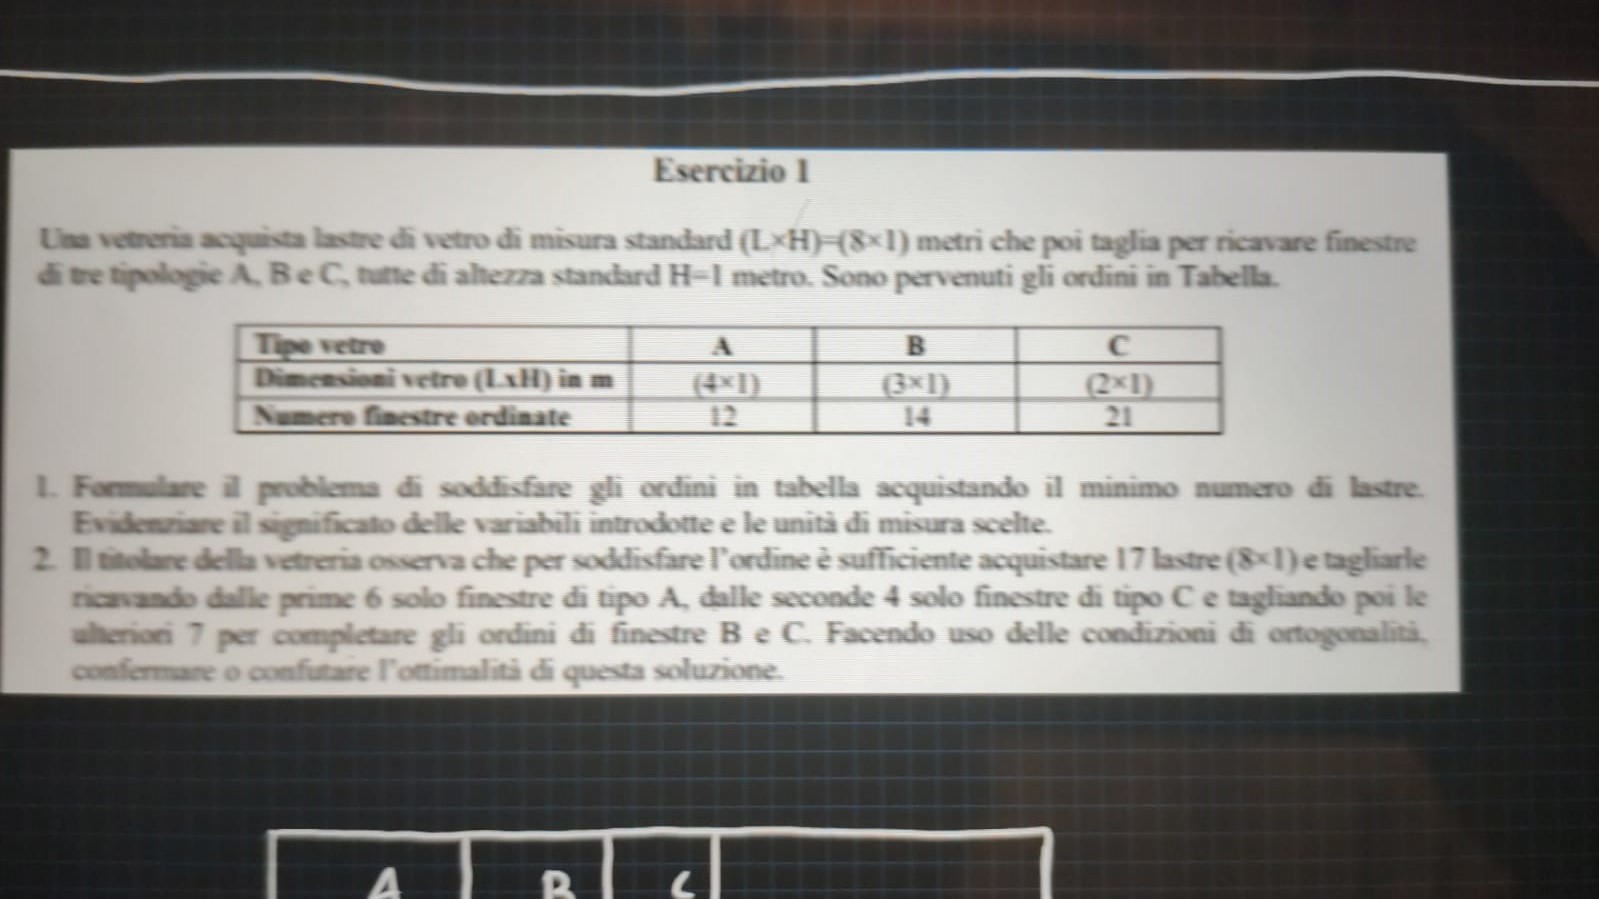 Esercizio 1
Una vetreria acquista lastre di vetro di misura standard (L×H)=(8×1) metri che poi taglia per ricavare finestre
di tre tipologie A, B e C, tutte di altezza standard H=1 metro. Sono pervenuti gli ordini in Tabella.
Tipo vetro A B C
Dimensioni vetro (LxH) in m (4×1) (3×1) (2×1)
Numero finestre ordinate 12 14 21
1. Formulare il problema di soddisfare gli ordini in tabella acquistando il minimo numero di lastre.
Evidenziare il significato delle variabili introdotte e le unità di misura scelte.
2. Il titolare della vetreria osserva che per soddisfare l'ordine è sufficiente acquistare 17 lastre (8×1) e tagliarle
ricavando dalle prime 6 solo finestre di tipo A, dalle seconde 4 solo finestre di tipo C e tagliando poi le
ulteriori 7 per completare gli ordini di finestre B e C. Facendo uso delle condizioni di ortogonalità,
confermare o confutare l'ottimalità di questa soluzione.
A B C